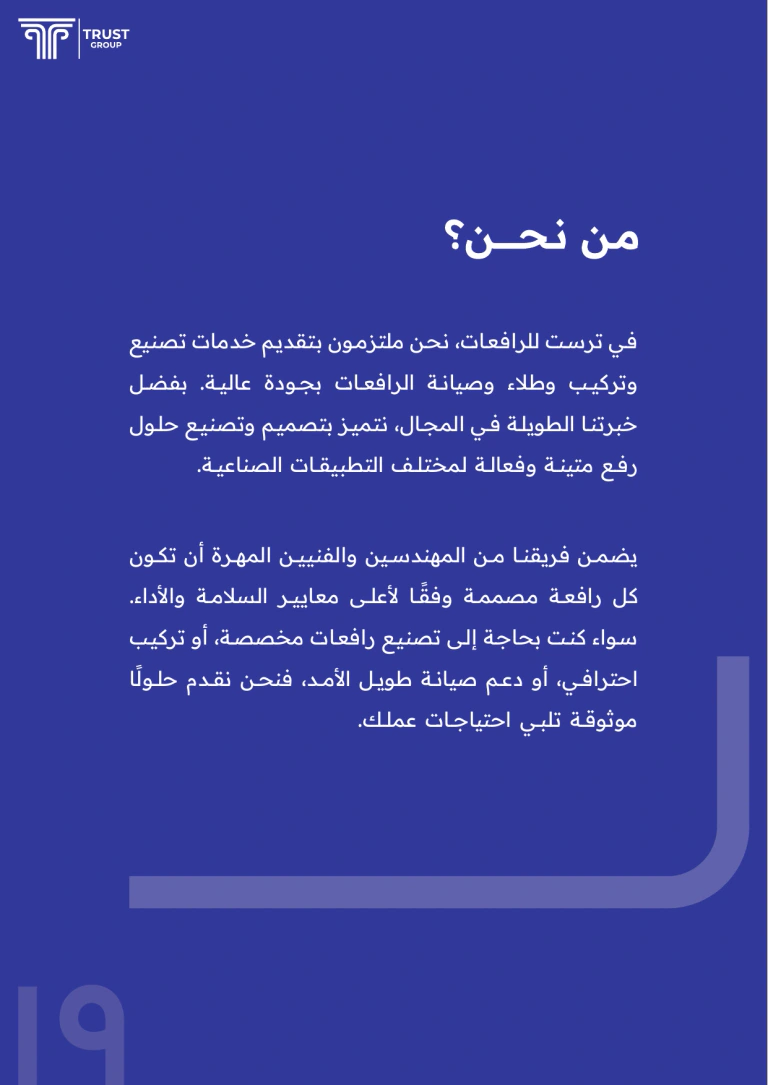 TRUST
GROUP
من نحــن؟
في ترست للرافعات، نحن ملتزمون بتقديم خدمات تصنيع
وتركيب وطلاء وصيانة الرافعات بجودة عالية. بفضل
خبرتنا الطويلة في المجال، نتميز بتصميم وتصنيع حلول
رفع متينة وفعالة لمختلف التطبيقات الصناعية.
يضمن فريقنا من المهندسين والفنيين المهرة أن تكون
كل رافعة مصممة وفقًا لأعلى معايير السلامة والأداء.
سواء كنت بحاجة إلى تصنيع رافعات مخصصة، أو تركيب
احترافي، أو دعم صيانة طويل الأمد، فنحن نقدم حلولًا
موثوقة تلبي احتياجات عملك.
١٩